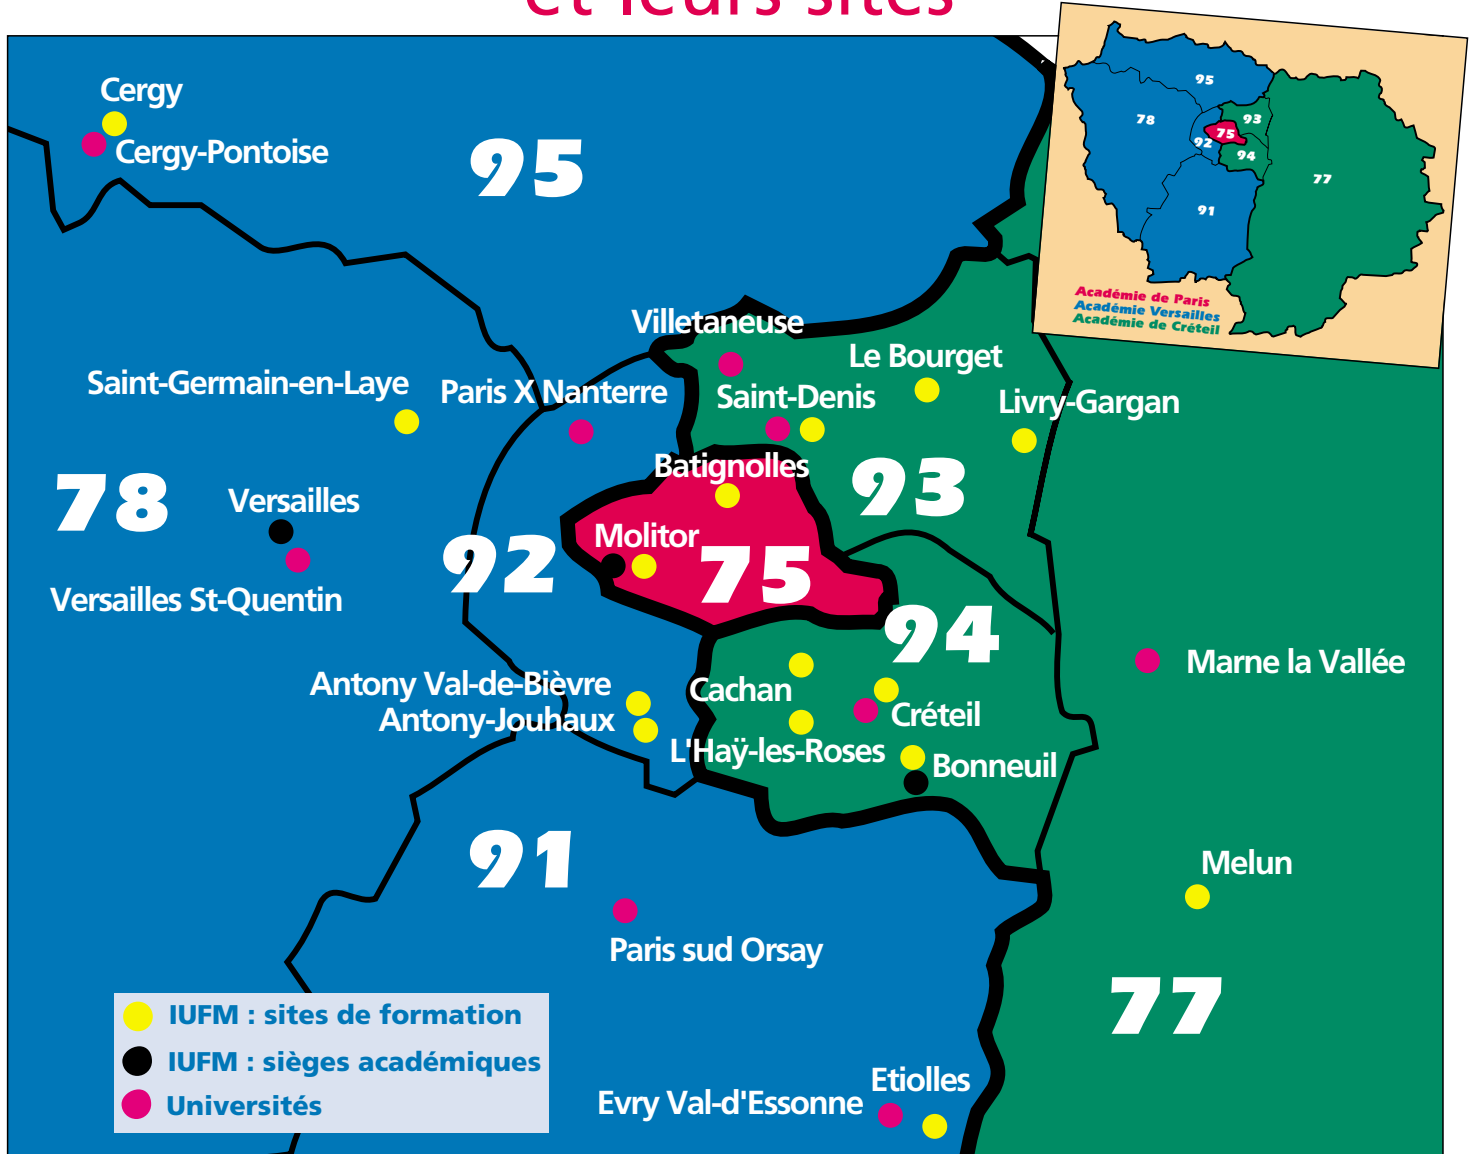 et leurs sites
95
78
93
75
92
94
77
91
Académie de Paris
Académie Versailles
Académie de Créteil
Cergy
Cergy-Pontoise
95
Villetaneuse
Le Bourget
Saint-Germain-en-Laye
Paris X Nanterre
Saint-Denis
Livry-Gargan
Batignolles
93
78
Versailles
Molitor
92
75
Versailles St-Quentin
94
Marne la Vallée
Antony Val-de-Bièvre
Cachan
Antony-Jouhaux
Créteil
L'Haÿ-les-Roses
Bonneuil
91
Melun
Paris sud Orsay
77
IUFM : sites de formation
IUFM : sièges académiques
Universités
Etiolles
Evry Val-d'Essonne